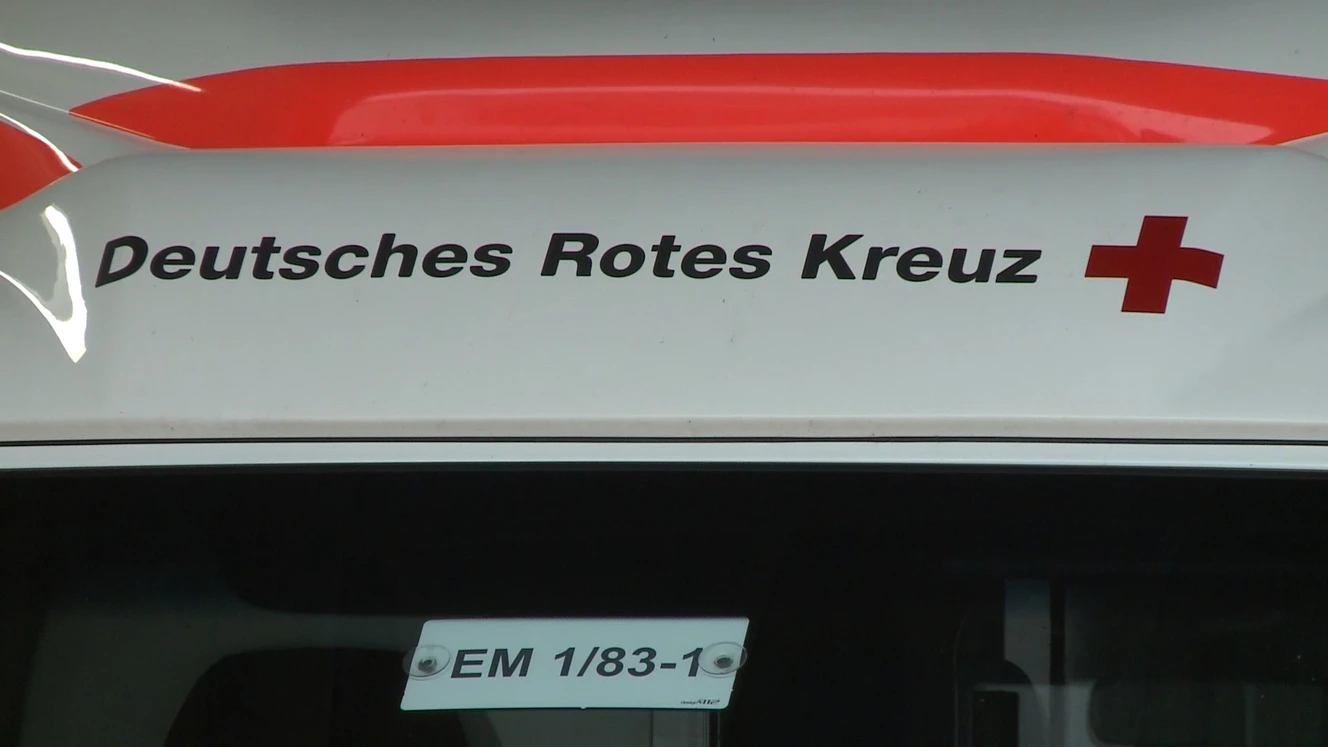 Deutsches Rotes Kreuz
EM 1/83-1